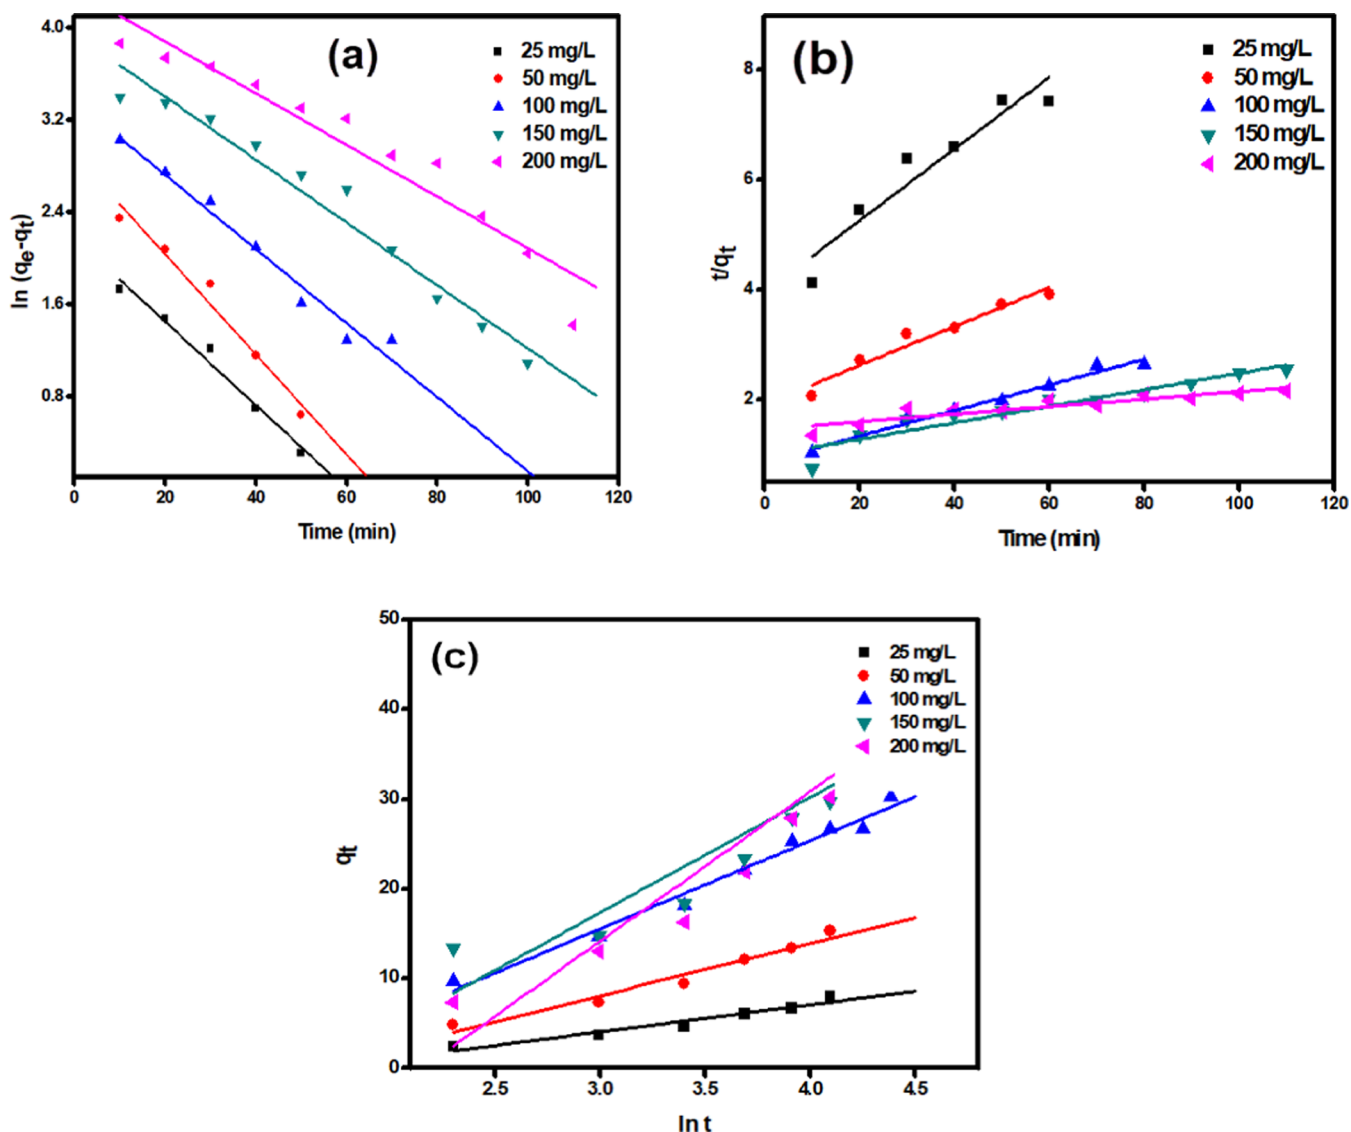 (a)
25 mg/L
50 mg/L
100 mg/L
150 mg/L
200 mg/L
4.0
3.2
2.4
1.6
0.8
ln (qe-qt)
0 20 40 60 80 100 120
Time (min)
(b)
25 mg/L
50 mg/L
100 mg/L
150 mg/L
200 mg/L
8
6
4
2
t/qt
0 20 40 60 80 100 120
Time (min)
(c)
25 mg/L
50 mg/L
100 mg/L
150 mg/L
200 mg/L
50
40
30
20
10
0
qt
2.5 3.0 3.5 4.0 4.5
ln t